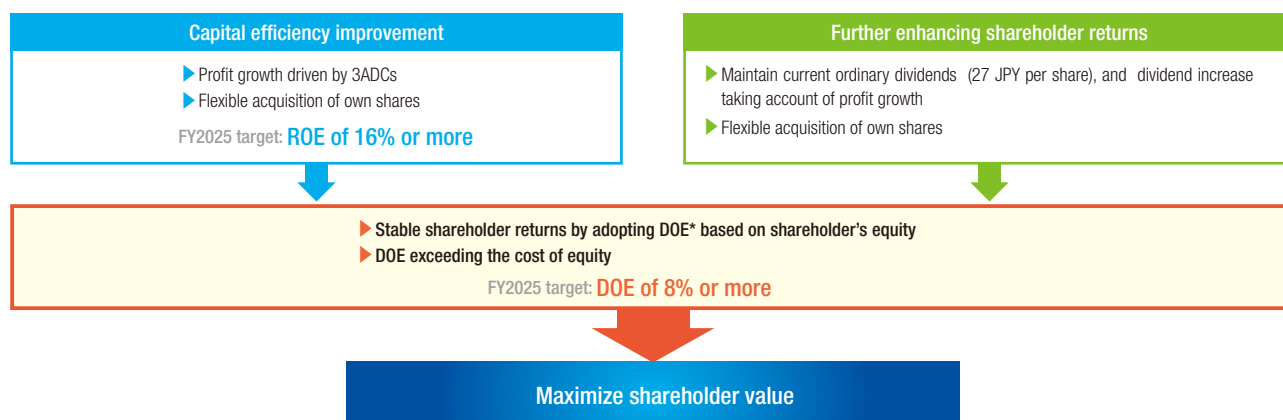 Capital efficiency improvement
▶ Profit growth driven by 3ADCs
▶ Flexible acquisition of own shares
FY2025 target: ROE of 16% or more
Further enhancing shareholder returns
▶ Maintain current ordinary dividends (27 JPY per share), and dividend increase
taking account of profit growth
▶ Flexible acquisition of own shares
▶ Stable shareholder returns by adopting DOE* based on shareholder’s equity
▶ DOE exceeding the cost of equity
FY2025 target: DOE of 8% or more
Maximize shareholder value